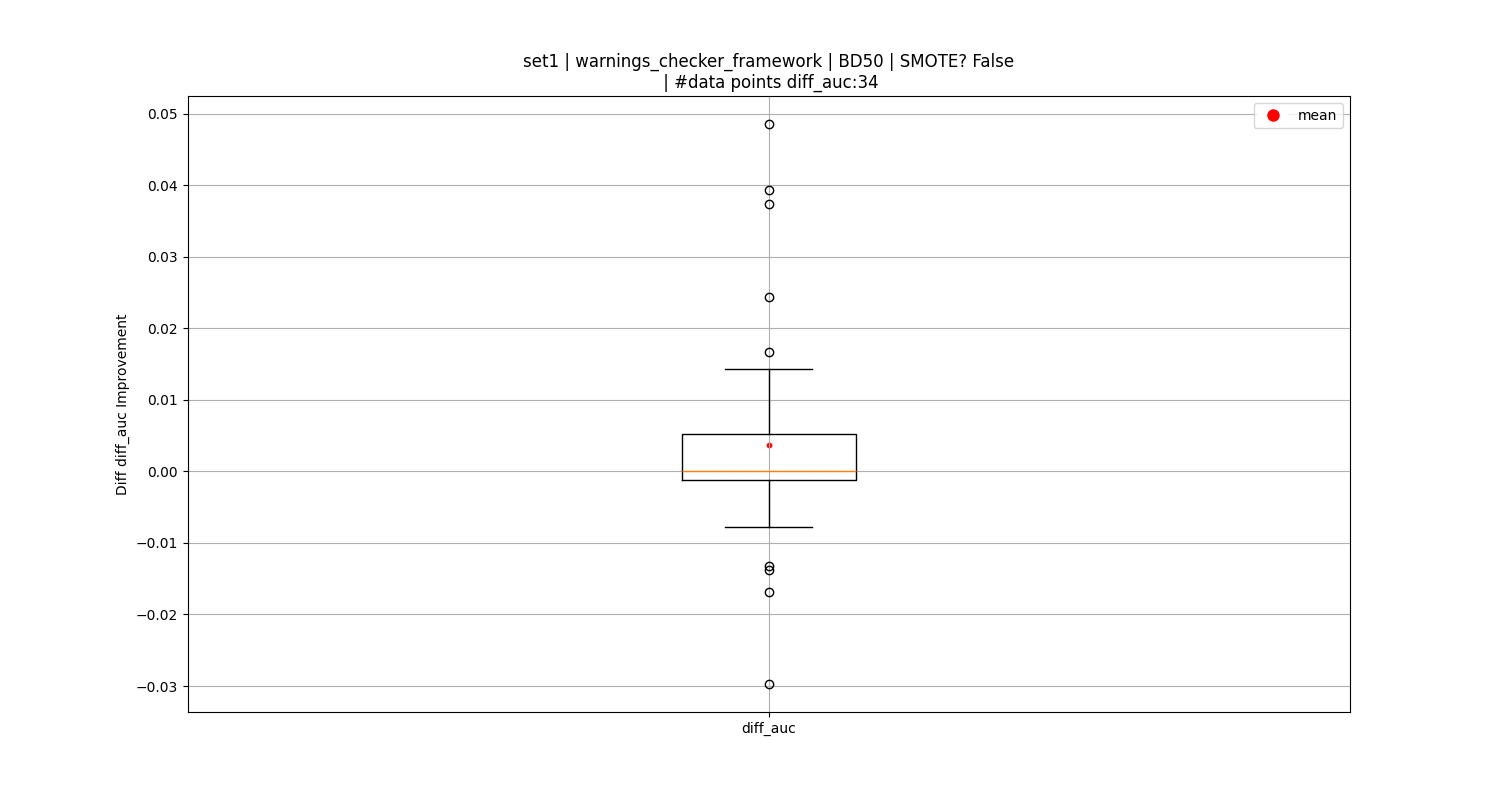 set1 | warnings_checker_framework | BD50 | SMOTE? False
| #data points diff_auc:34
mean
0.05
0.04
0.03
0.02
0.01
0.00
−0.01
−0.02
−0.03
Diff diff_auc Improvement
diff_auc